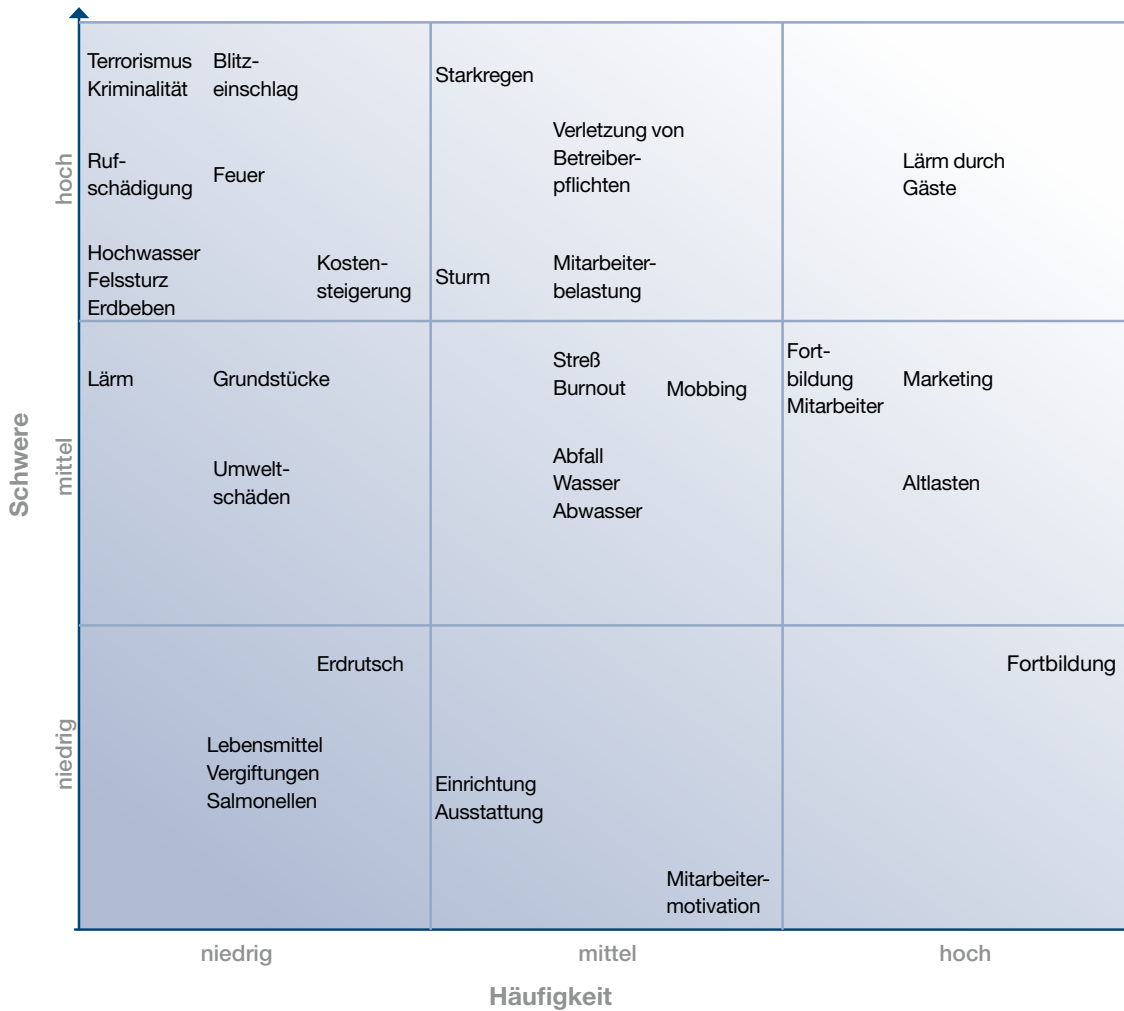 Terrorismus
Kriminalität
Blitz-
einschlag
Starkregen
Verletzung von
Betreiber-
pflichten
Ruf-
schädigung
Feuer
Lärm durch
Gäste
hoch
Hochwasser
Felssturz
Erdbeben
Kosten-
steigerung
Sturm
Mitarbeiter-
belastung
Lärm
Grundstücke
Streß
Burnout
Mobbing
Fort-
bildung
Mitarbeiter
Marketing
Schwere
mittel
Umwelt-
schäden
Abfall
Wasser
Abwasser
Altlasten
Erdrutsch
Fortbildung
niedrig
Lebensmittel
Vergiftungen
Salmonellen
Einrichtung
Ausstattung
Mitarbeiter-
motivation
niedrig
mittel
hoch
Häufigkeit